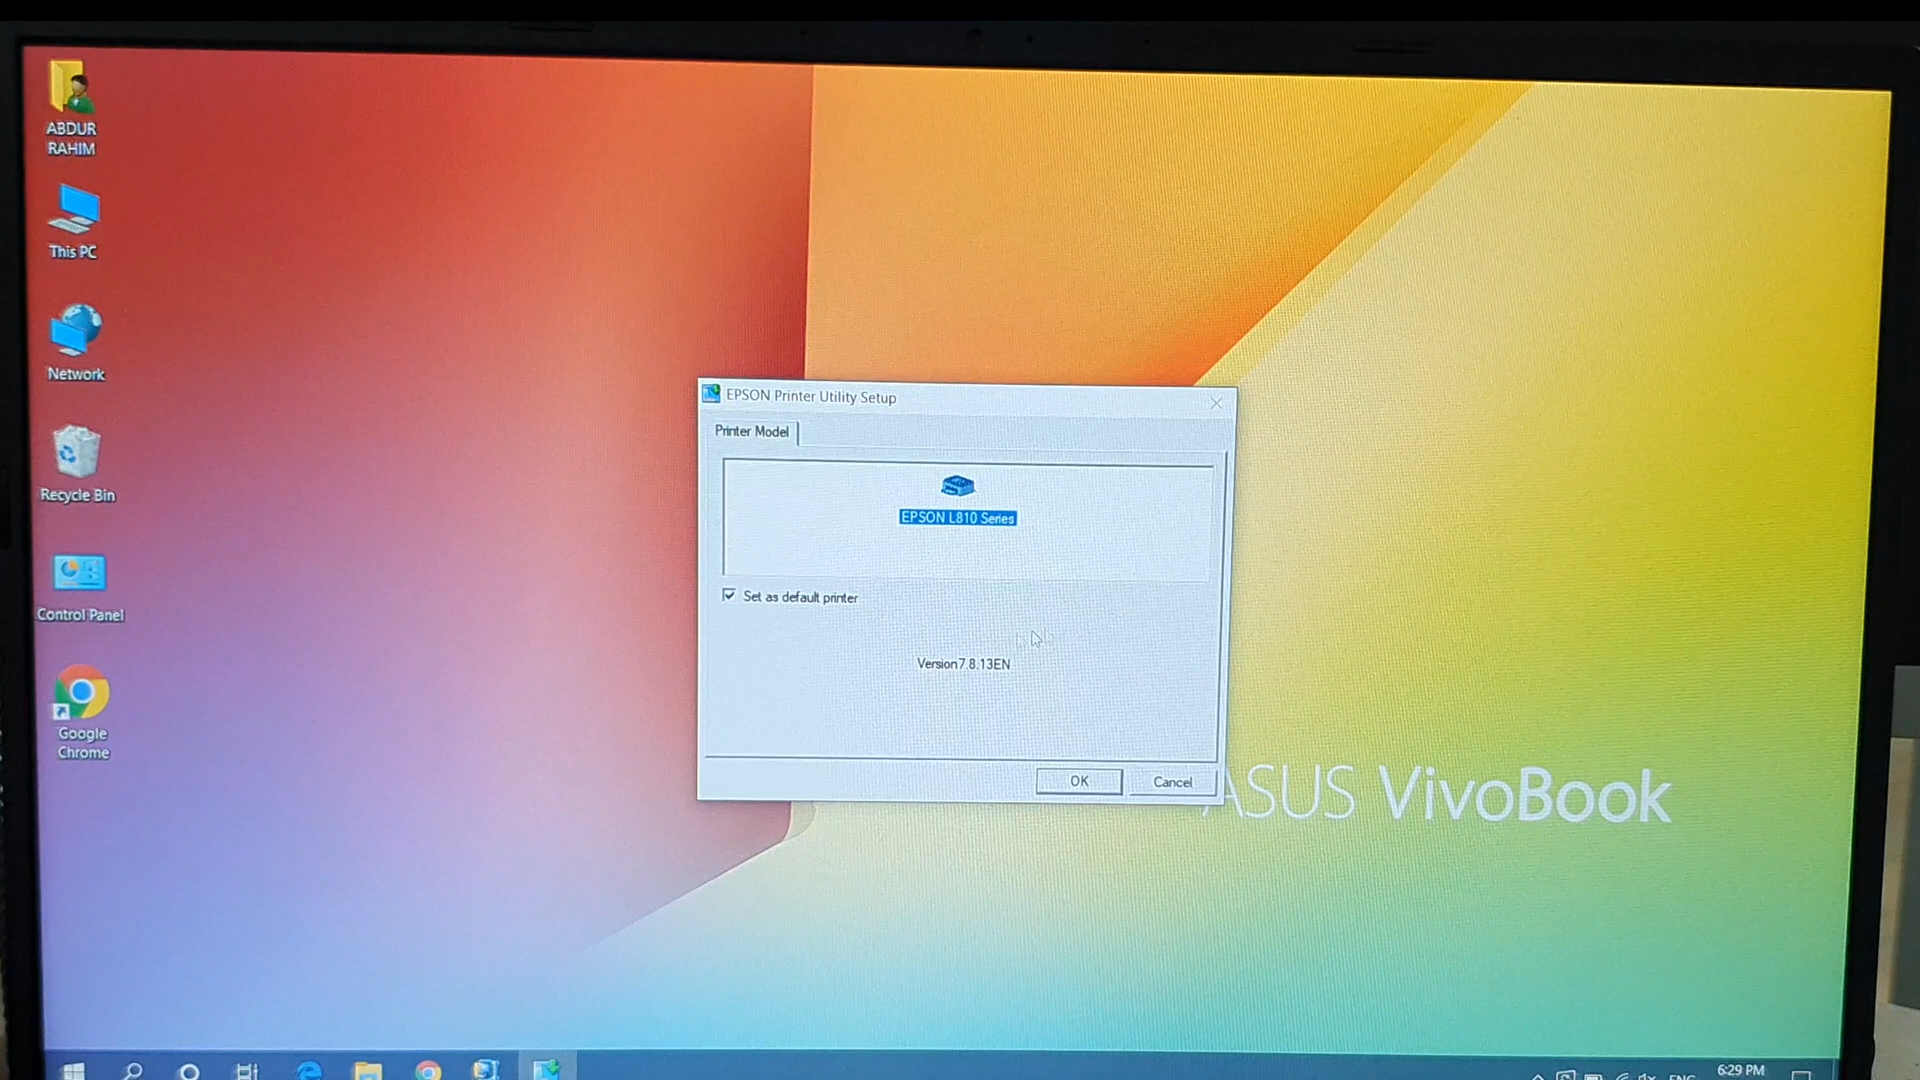 ABDUR
RAHIM
This PC
Network
Recycle Bin
Control Panel
Google
Chrome
EPSON Printer Utility Setup
Printer Model
EPSON L810 Series
Set as default printer
Version7.8.13EN
OK
Cancel
ASUS VivoBook
ENG
6:29 PM